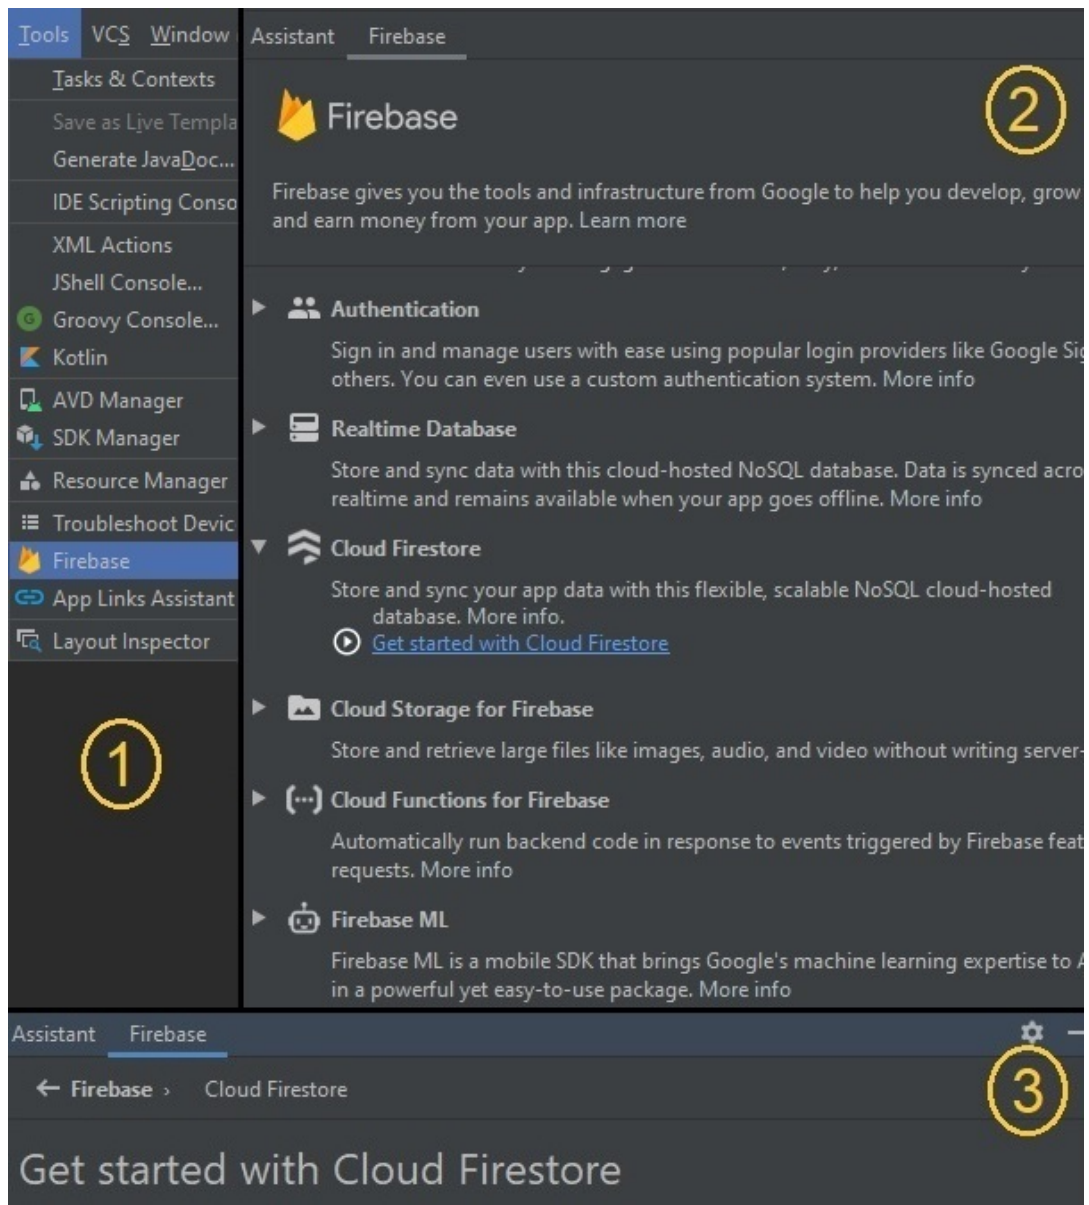 Tools VCS Window
Tasks & Contexts
Save as Live Templa
Generate JavaDoc...
IDE Scripting Conso
XML Actions
JShell Console...
G Groovy Console...
Kotlin
AVD Manager
SDK Manager
Resource Manager
Troubleshoot Devic
Firebase
App Links Assistant
Layout Inspector
1
Assistant Firebase
Firebase
2
Firebase gives you the tools and infrastructure from Google to help you develop, grow
and earn money from your app. Learn more
Authentication
Sign in and manage users with ease using popular login providers like Google Sig
others. You can even use a custom authentication system. More info
Realtime Database
Store and sync data with this cloud-hosted NoSQL database. Data is synced acro
realtime and remains available when your app goes offline. More info
Cloud Firestore
Store and sync your app data with this flexible, scalable NoSQL cloud-hosted
database. More info.
Get started with Cloud Firestore
Cloud Storage for Firebase
Store and retrieve large files like images, audio, and video without writing server-
Cloud Functions for Firebase
Automatically run backend code in response to events triggered by Firebase feat
requests. More info
Firebase ML
Firebase ML is a mobile SDK that brings Google's machine learning expertise to A
in a powerful yet easy-to-use package. More info
Assistant Firebase
← Firebase › Cloud Firestore
3
Get started with Cloud Firestore